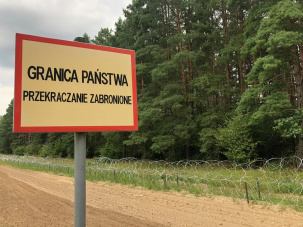 GRANICA PAŃSTWA
PRZEKRACZANIE ZABRONIONE